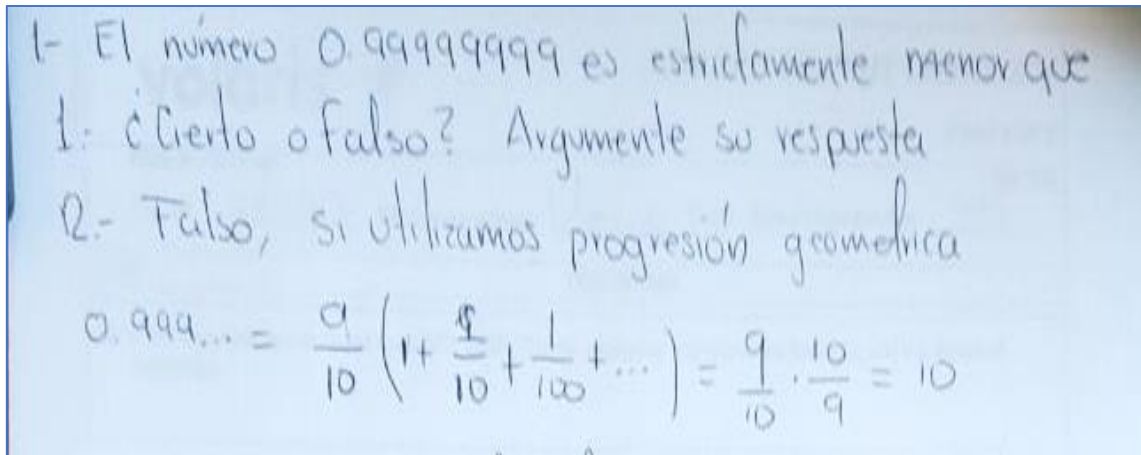 1- El número 0.99999999 es estrictamente menor que
1. ¿Cierto o Falso? Argumente su respuesta
R.- Falso, si utilizamos progresión geometrica
0.999... = 9/10 (1 + 1/10 + 1/100 + ...) = 9/10 · 10/9 = 10